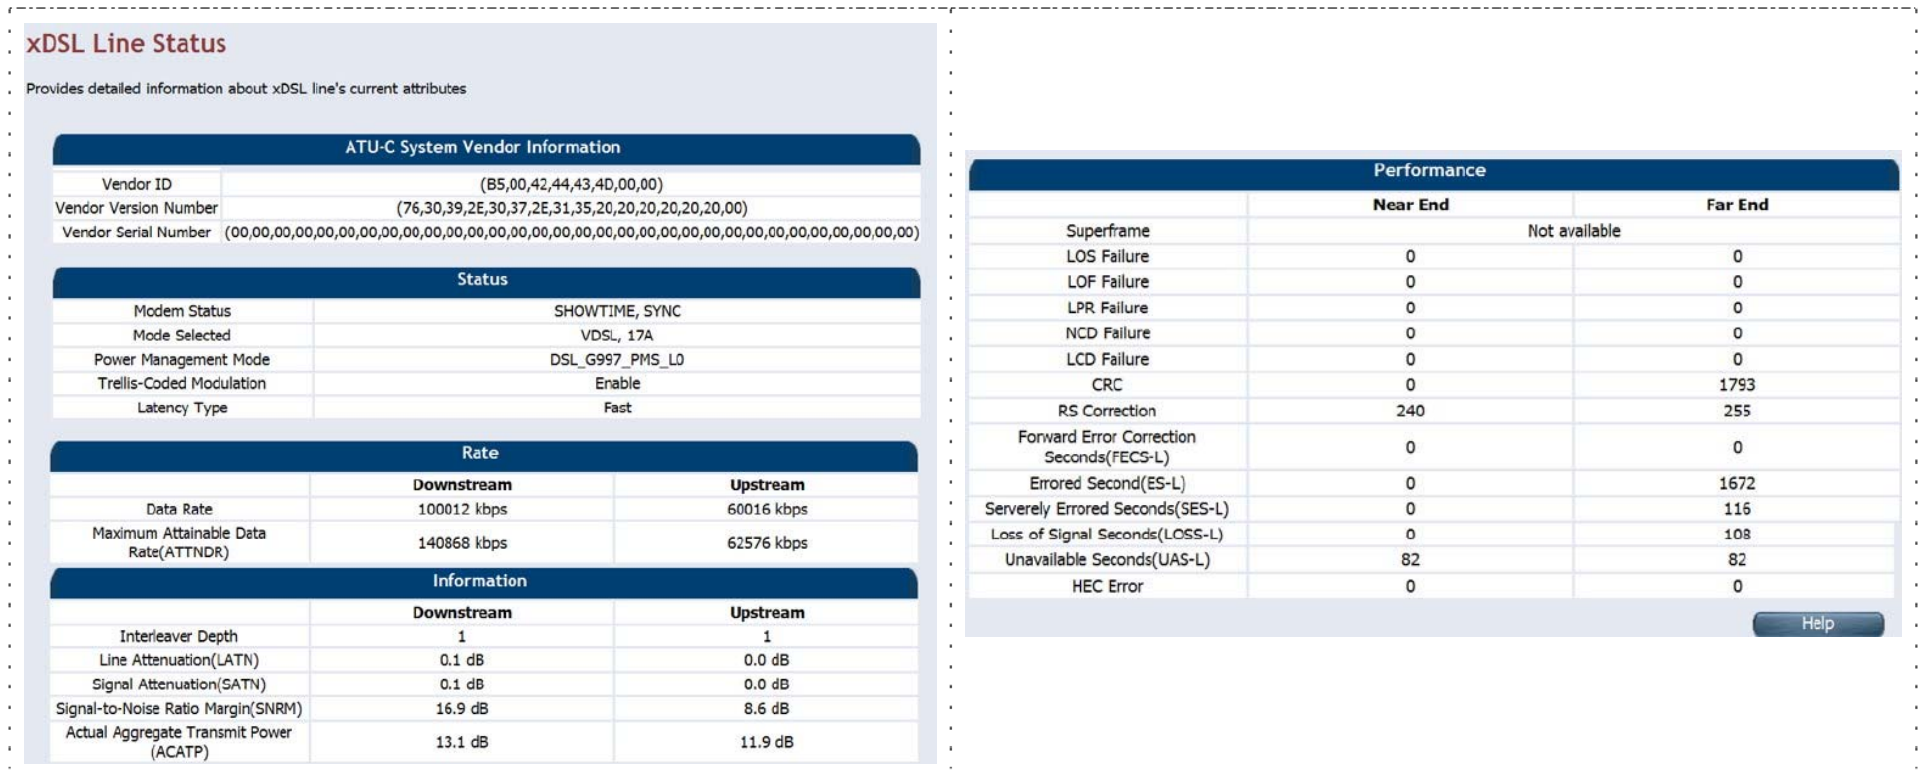 xDSL Line Status
Provides detailed information about xDSL line's current attributes
ATU-C System Vendor Information
Vendor ID (B5,00,42,44,43,4D,00,00)
Vendor Version Number (76,30,39,2E,30,37,2E,31,35,20,20,20,20,20,20,00)
Vendor Serial Number (00,00,00,00,00,00,00,00,00,00,00,00,00,00,00,00,00,00,00,00,00,00,00,00,00,00,00,00,00,00,00,00)
Status
Modem Status SHOWTIME, SYNC
Mode Selected VDSL, 17A
Power Management Mode DSL_G997_PMS_L0
Trellis-Coded Modulation Enable
Latency Type Fast
Rate
Downstream Upstream
Data Rate 100012 kbps 60016 kbps
Maximum Attainable Data
Rate(ATTNDR) 140868 kbps 62576 kbps
Information
Downstream Upstream
Interleaver Depth 1 1
Line Attenuation(LATN) 0.1 dB 0.0 dB
Signal Attenuation(SATN) 0.1 dB 0.0 dB
Signal-to-Noise Ratio Margin(SNRM) 16.9 dB 8.6 dB
Actual Aggregate Transmit Power
(ACATP) 13.1 dB 11.9 dB
Performance
Near End Far End
Superframe Not available
LOS Failure 0 0
LOF Failure 0 0
LPR Failure 0 0
NCD Failure 0 0
LCD Failure 0 0
CRC 0 1793
RS Correction 240 255
Forward Error Correction
Seconds(FECS-L) 0 0
Errored Second(ES-L) 0 1672
Serverely Errored Seconds(SES-L) 0 116
Loss of Signal Seconds(LOSS-L) 0 108
Unavailable Seconds(UAS-L) 82 82
HEC Error 0 0
Help